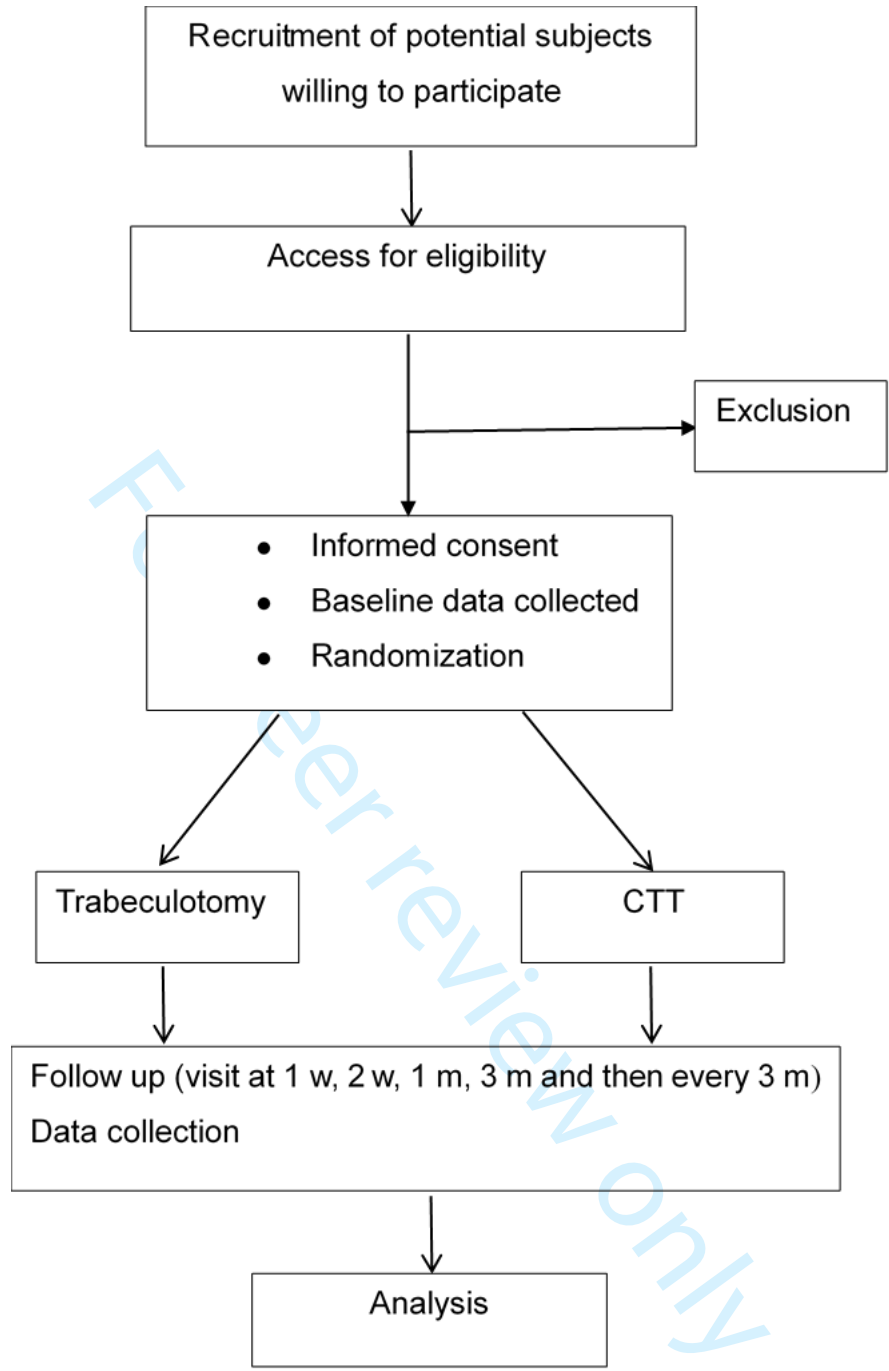 Recruitment of potential subjects
willing to participate
Access for eligibility
Exclusion
● Informed consent
● Baseline data collected
● Randomization
Trabeculotomy
CTT
Follow up (visit at 1 w, 2 w, 1 m, 3 m and then every 3 m)
Data collection
Analysis
For peer review only